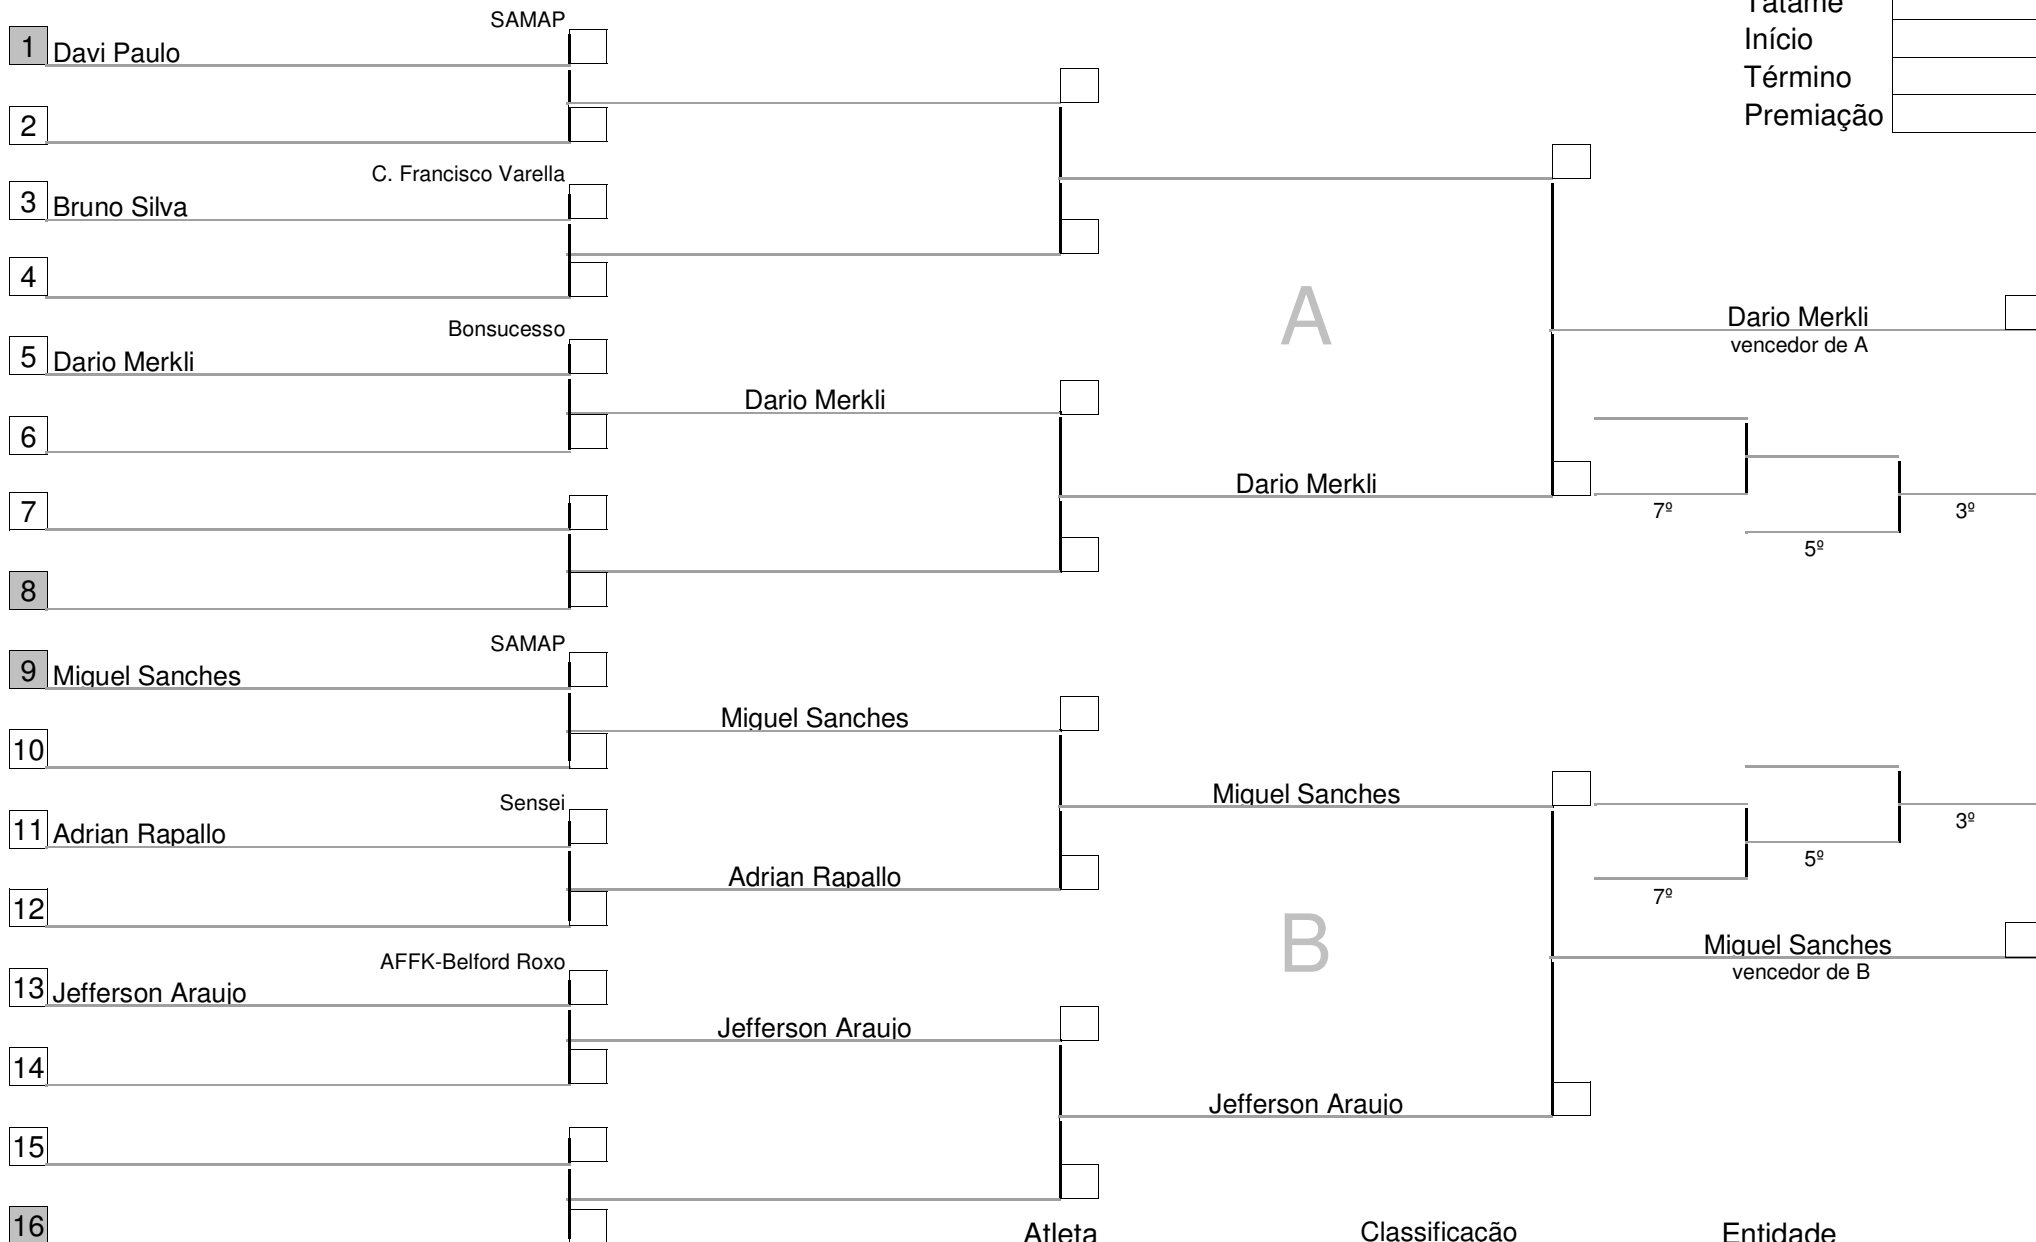 Tatame
Início
Término
Premiação
SAMAP
1 Davi Paulo
2
C. Francisco Varella
3 Bruno Silva
4
Bonsucesso
5 Dario Merkli
6
7
8
SAMAP
9 Miguel Sanches
10
Sensei
11 Adrian Rapallo
12
AFFK-Belford Roxo
13 Jefferson Araujo
14
15
16
Dario Merkli
Miguel Sanches
Adrian Rapallo
Jefferson Araujo
A
Dario Merkli
Miguel Sanches
B
Jefferson Araujo
Dario Merkli
vencedor de A
7º
5º
3º
3º
5º
7º
Miguel Sanches
vencedor de B
Atleta Classificação Entidade